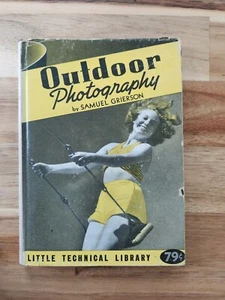 Outdoor
Photography
by SAMUEL GRIERSON
LITTLE TECHNICAL LIBRARY
79¢